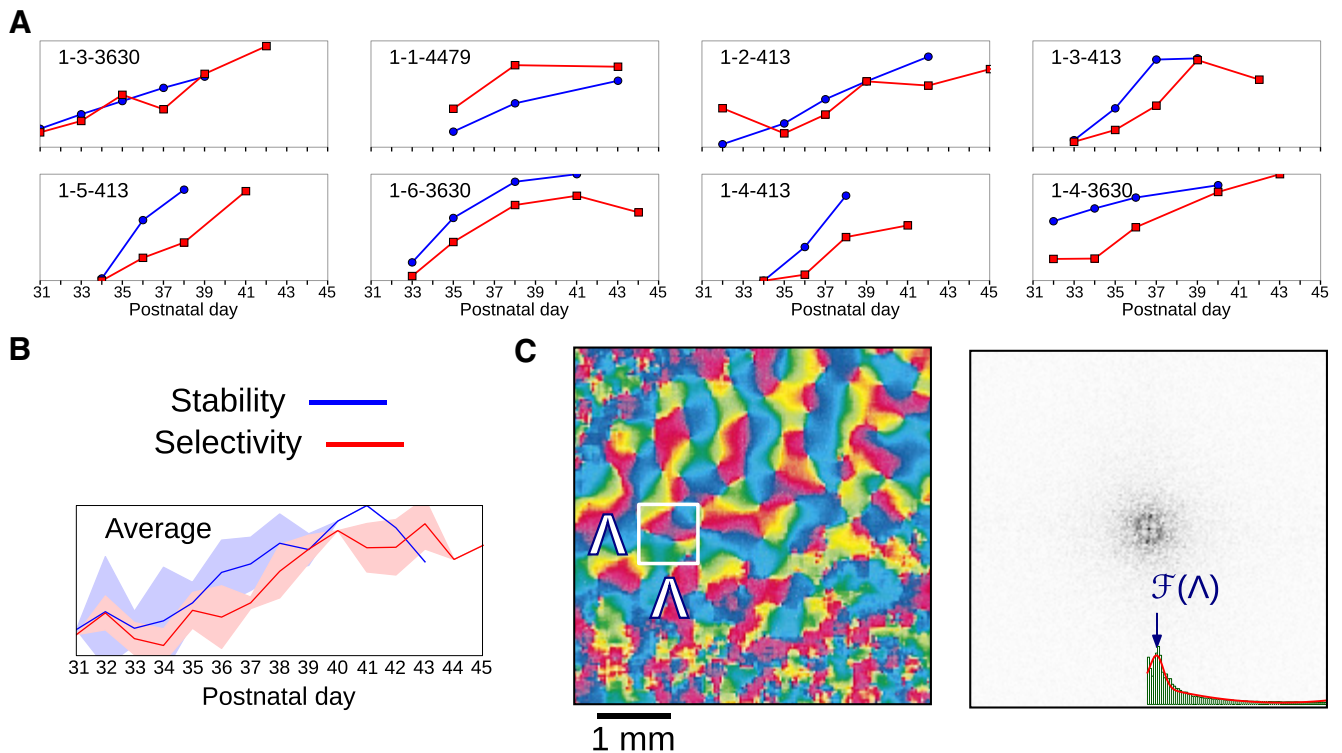 A
1-3-3630
1-1-4479
1-2-413
1-3-413
1-5-413
1-6-3630
1-4-413
1-4-3630
31 33 35 37 39 41 43 45
31 33 35 37 39 41 43 45
31 33 35 37 39 41 43 45
31 33 35 37 39 41 43 45
Postnatal day
Postnatal day
Postnatal day
Postnatal day
B
Stability
Selectivity
Average
31 32 33 34 35 36 37 38 39 40 41 42 43 44 45
Postnatal day
C
Λ
Λ
1 mm
ℱ(Λ)